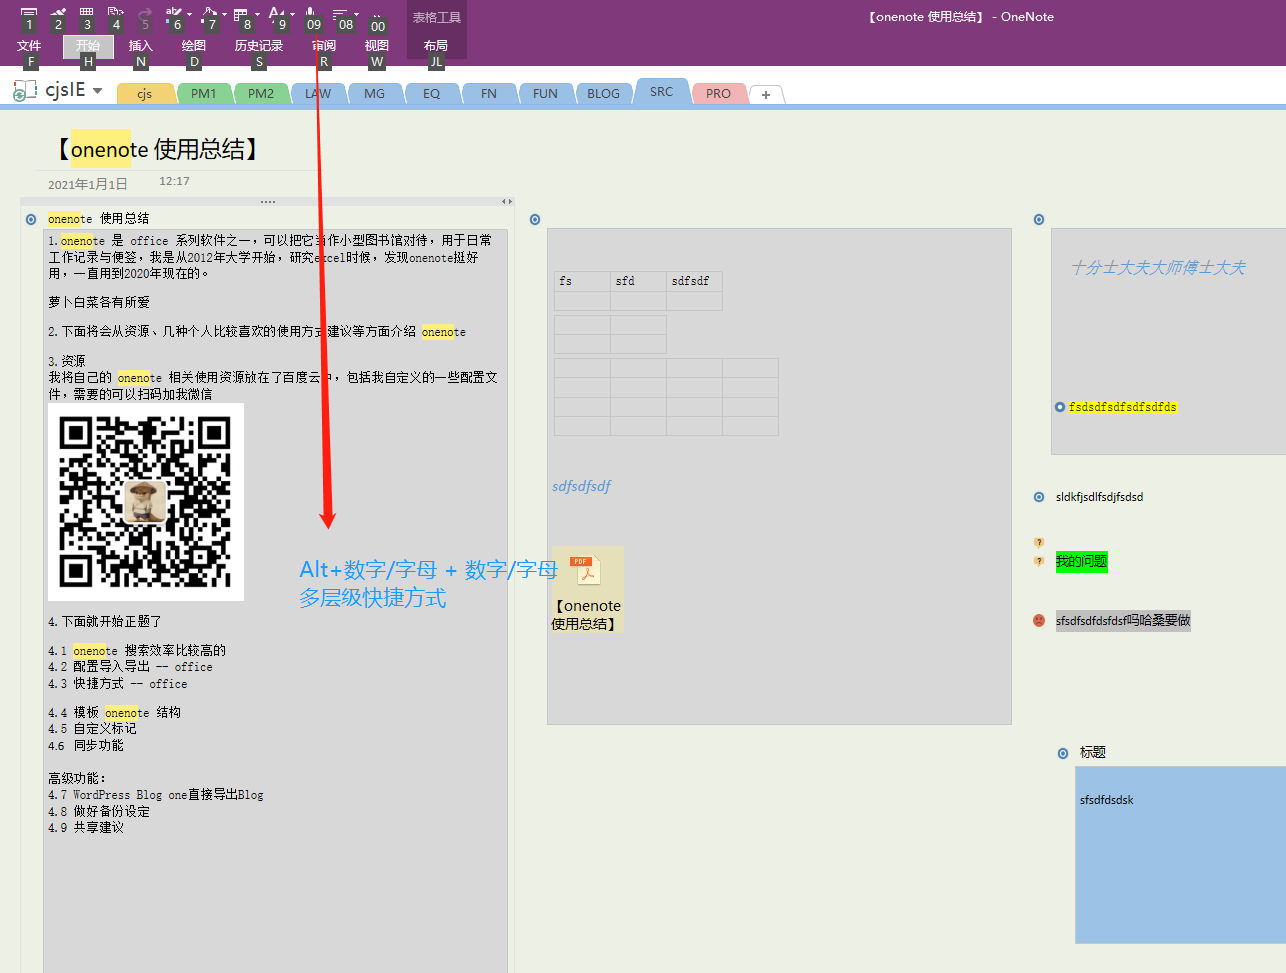 【onenote 使用总结】 - OneNote
1 2 3 4 5 6 7 8 9 09 08 00
表格工具
文件 开始 插入 绘图 历史记录 审阅 视图 布局
F H N D S R W JL
cjsIE cjs PM1 PM2 LAW MG EQ FN FUN BLOG SRC PRO +
【onenote 使用总结】
2021年1月1日 12:17
onenote 使用总结
1.onenote 是 office 系列软件之一，可以把它当作小型图书馆对待，用于日常
工作记录与便签，我是从2012年大学开始，研究excel时候，发现onenote挺好
用，一直用到2020年现在的。
萝卜白菜各有所爱
2.下面将会从资源、几种个人比较喜欢的使用方式建议等方面介绍 onenote
3.资源
我将自己的 onenote 相关使用资源放在了百度云中，包括我自定义的一些配置文
件，需要的可以扫码加我微信
4.下面就开始正题了
4.1 onenote 搜索效率比较高的
4.2 配置导入导出 -- office
4.3 快捷方式 -- office
4.4 模板 onenote 结构
4.5 自定义标记
4.6 同步功能
高级功能：
4.7 WordPress Blog one直接导出Blog
4.8 做好备份设定
4.9 共享建议
Alt+数字/字母 + 数字/字母
多层级快捷方式
fs sfd sdfsdf
sdfsdfsdf
PDF
【onenote
使用总结】
十分士大夫大师傅士大夫
fsdsdfsdfsdfsdfds
sldkfjsdlfsdjfsdsd
我的问题
sfsdfsdfdsfdsf吗哈桑要做
标题
sfsdfdsdsk